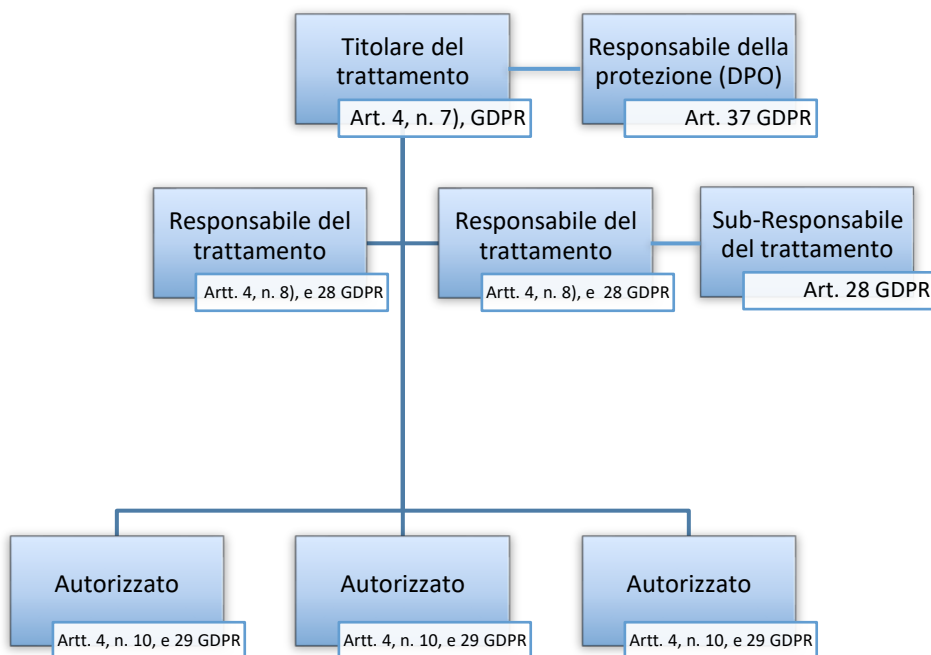 Titolare del
trattamento
Art. 4, n. 7), GDPR
Responsabile della
protezione (DPO)
Art. 37 GDPR
Responsabile del
trattamento
Artt. 4, n. 8), e 28 GDPR
Responsabile del
trattamento
Artt. 4, n. 8), e 28 GDPR
Sub-Responsabile
del trattamento
Art. 28 GDPR
Autorizzato
Artt. 4, n. 10, e 29 GDPR
Autorizzato
Artt. 4, n. 10, e 29 GDPR
Autorizzato
Artt. 4, n. 10, e 29 GDPR